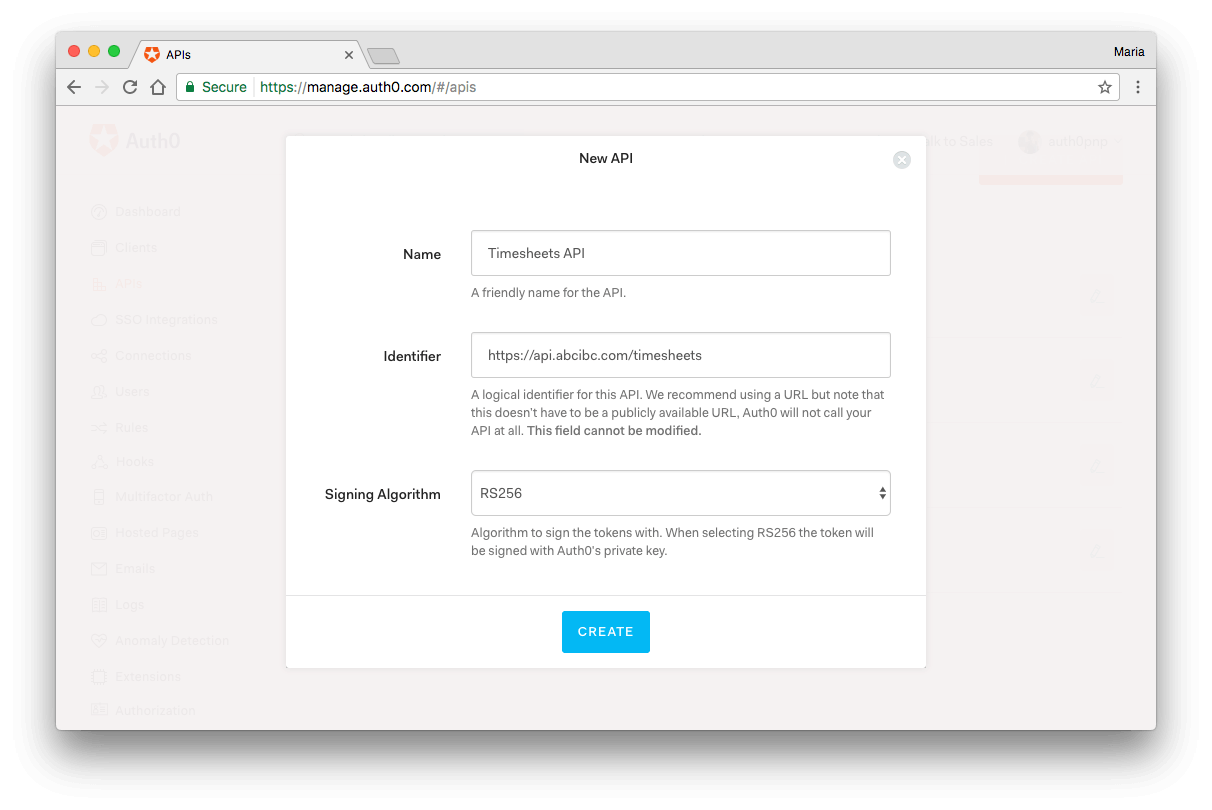 APIs
Maria
Secure https://manage.auth0.com/#/apis
Auth0
lk to Sales
auth0pnp
Dashboard
Clients
APIs
SSO Integrations
Connections
Users
Rules
Hooks
Multifactor Auth
Hosted Pages
Emails
Logs
Anomaly Detection
Extensions
Authorization
New API
Name
Timesheets API
A friendly name for the API.
Identifier
https://api.abcibc.com/timesheets
A logical identifier for this API. We recommend using a URL but note that
this doesn't have to be a publicly available URL, Auth0 will not call your
API at all. This field cannot be modified.
Signing Algorithm
RS256
Algorithm to sign the tokens with. When selecting RS256 the token will
be signed with Auth0's private key.
CREATE